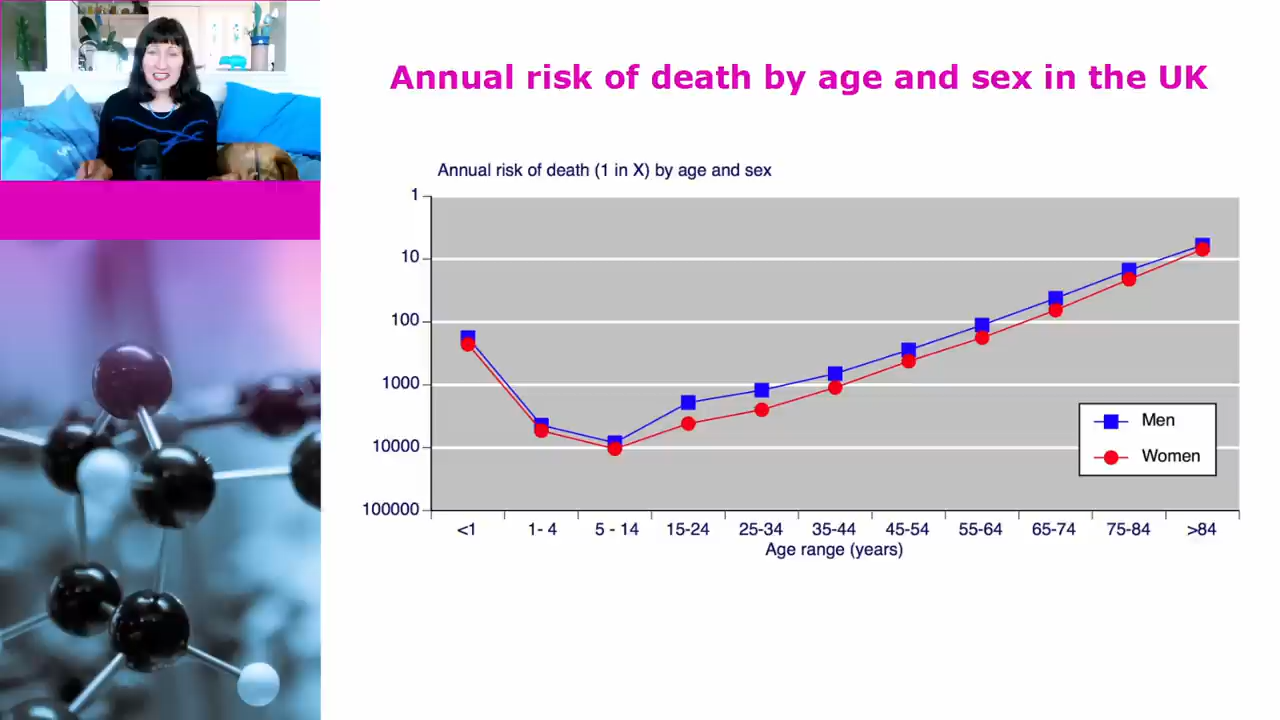 Annual risk of death by age and sex in the UK
Annual risk of death (1 in X) by age and sex
1
10
100
1000
10000
100000
Men
Women
<1 1- 4 5 - 14 15-24 25-34 35-44 45-54 55-64 65-74 75-84 >84
Age range (years)